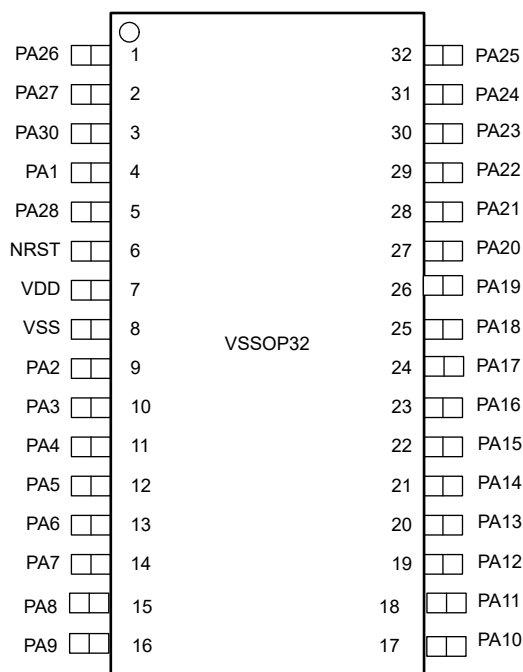 PA26 1 32 PA25
PA27 2 31 PA24
PA30 3 30 PA23
PA1 4 29 PA22
PA28 5 28 PA21
NRST 6 27 PA20
VDD 7 26 PA19
VSS 8 25 PA18
VSSOP32
PA2 9 24 PA17
PA3 10 23 PA16
PA4 11 22 PA15
PA5 12 21 PA14
PA6 13 20 PA13
PA7 14 19 PA12
PA8 15 18 PA11
PA9 16 17 PA10